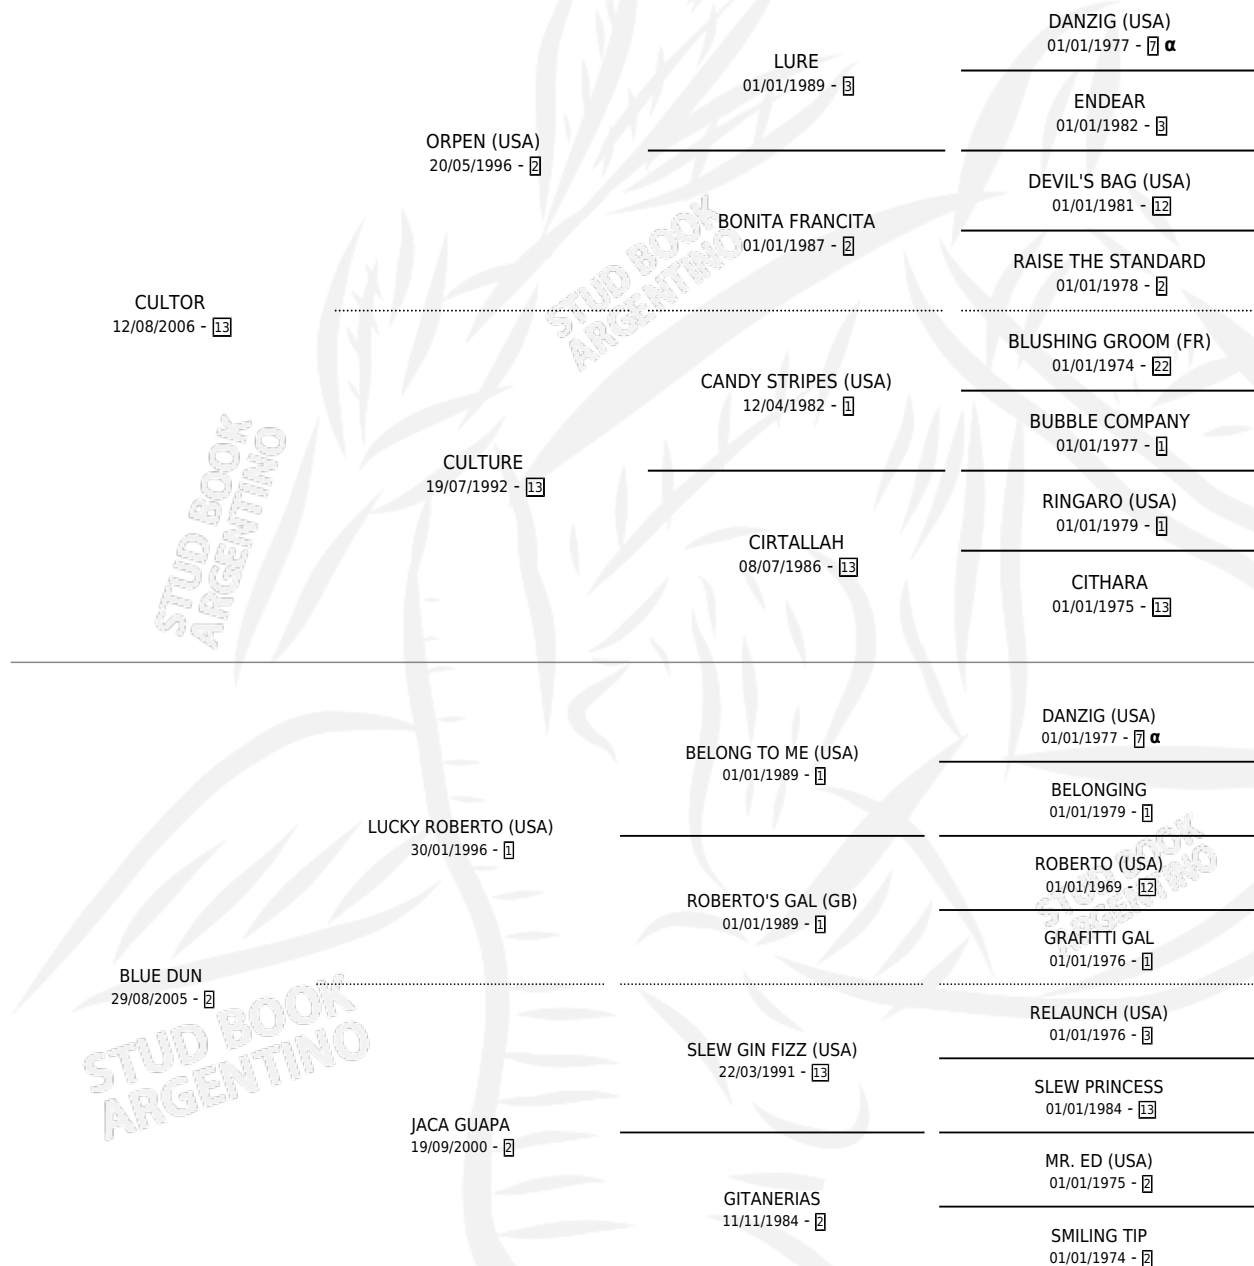 DANZIG (USA)
01/01/1977 - 7 α
LURE
01/01/1989 - 3
ENDEAR
01/01/1982 - 3
ORPEN (USA)
20/05/1996 - 2
DEVIL'S BAG (USA)
01/01/1981 - 12
BONITA FRANCITA
01/01/1987 - 2
RAISE THE STANDARD
01/01/1978 - 2
CULTOR
12/08/2006 - 13
BLUSHING GROOM (FR)
01/01/1974 - 22
CANDY STRIPES (USA)
12/04/1982 - 1
BUBBLE COMPANY
01/01/1977 - 1
CULTURE
19/07/1992 - 13
RINGARO (USA)
01/01/1979 - 1
CIRTALLAH
08/07/1986 - 13
CITHARA
01/01/1975 - 13
STUD BOOK
ARGENTINO
STUD BOOK
ARGENTINO
DANZIG (USA)
01/01/1977 - 7 α
BELONG TO ME (USA)
01/01/1989 - 1
BELONGING
01/01/1979 - 1
LUCKY ROBERTO (USA)
30/01/1996 - 1
ROBERTO (USA)
01/01/1969 - 12
ROBERTO'S GAL (GB)
01/01/1989 - 1
GRAFITTI GAL
01/01/1976 - 1
BLUE DUN
29/08/2005 - 2
RELAUNCH (USA)
01/01/1976 - 3
SLEW GIN FIZZ (USA)
22/03/1991 - 13
SLEW PRINCESS
01/01/1984 - 13
JACA GUAPA
19/09/2000 - 2
MR. ED (USA)
01/01/1975 - 2
GITANERIAS
11/11/1984 - 2
SMILING TIP
01/01/1974 - 2
STUD BOOK
ARGENTINO
STUD BOOK
ARGENTINO